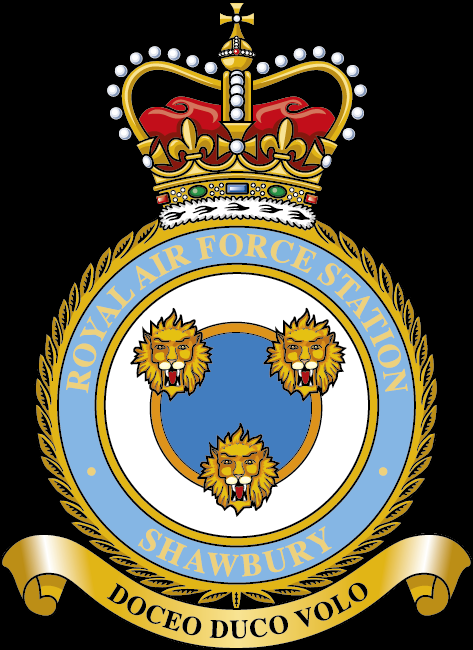 ROYAL AIR FORCE STATION
SHAWBURY
DOCEO DUCO VOLO